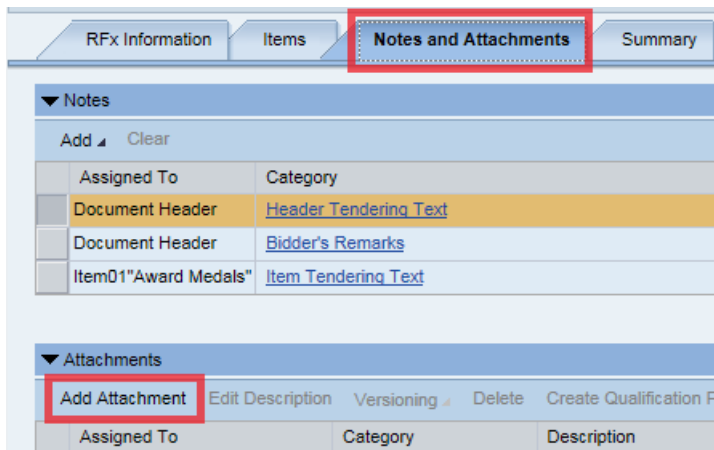 RFx Information Items Notes and Attachments Summary
Notes
Add Clear
Assigned To Category
Document Header Header Tendering Text
Document Header Bidder's Remarks
Item01"Award Medals" Item Tendering Text
Attachments
Add Attachment Edit Description Versioning Delete Create Qualification P
Assigned To Category Description